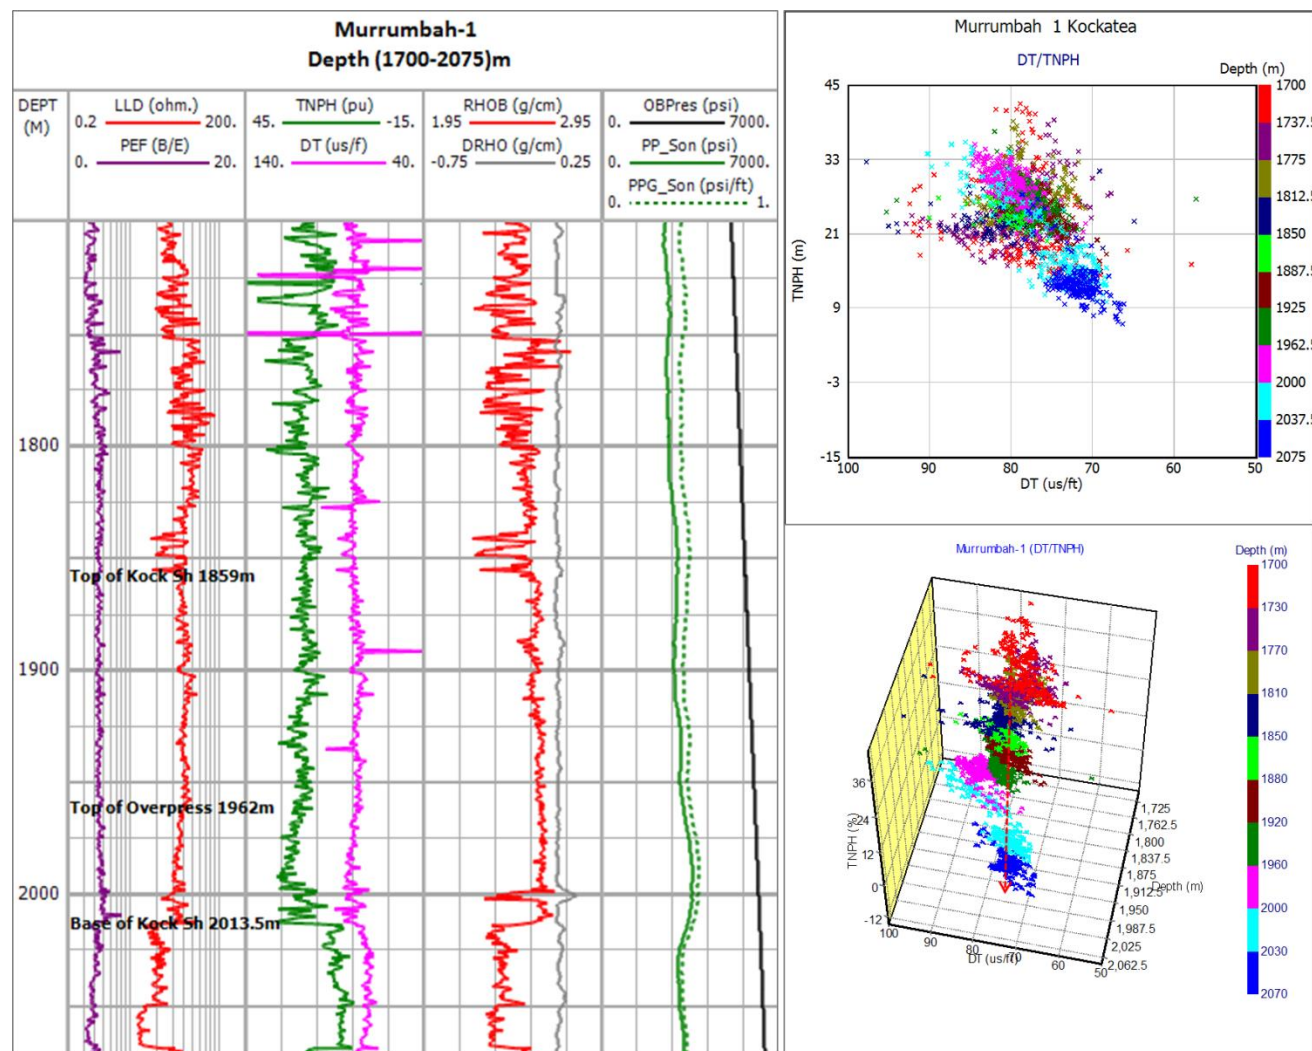 Murrumbah-1
Depth (1700-2075)m
DEPT
(M)
LLD (ohm.)
0.2 200.
PEF (B/E)
0. 20.
TNPH (pu)
45. -15.
DT (us/f)
140. 40.
RHOB (g/cm)
1.95 2.95
DRHO (g/cm)
-0.75 0.25
OBPres (psi)
0. 7000.
PP_Son (psi)
0. 7000.
PPG_Son (psi/ft)
0. 1.
1800
Top of Kock Sh 1859m
1900
Top of Overpress 1962m
2000
Base of Kock Sh 2013.5m
Murrumbah 1 Kockatea
DT/TNPH
Depth (m)
45
33
21
9
-3
-15
TNPH (m)
100 90 80 70 60 50
DT (us/ft)
1700
1737.5
1775
1812.5
1850
1887.5
1925
1962.5
2000
2037.5
2075
Murrumbah-1 (DT/TNPH)
Depth (m)
1700
1730
1770
1810
1850
1880
1920
1960
2000
2030
2070
36
24
12
0
-12
TNPH (%)
100 90 80 70 60 50
DT (us/ft)
1,725
1,762.5
1,800
1,837.5
1,875
1,912.5
1,950
1,987.5
2,025
2,062.5
Depth (m)